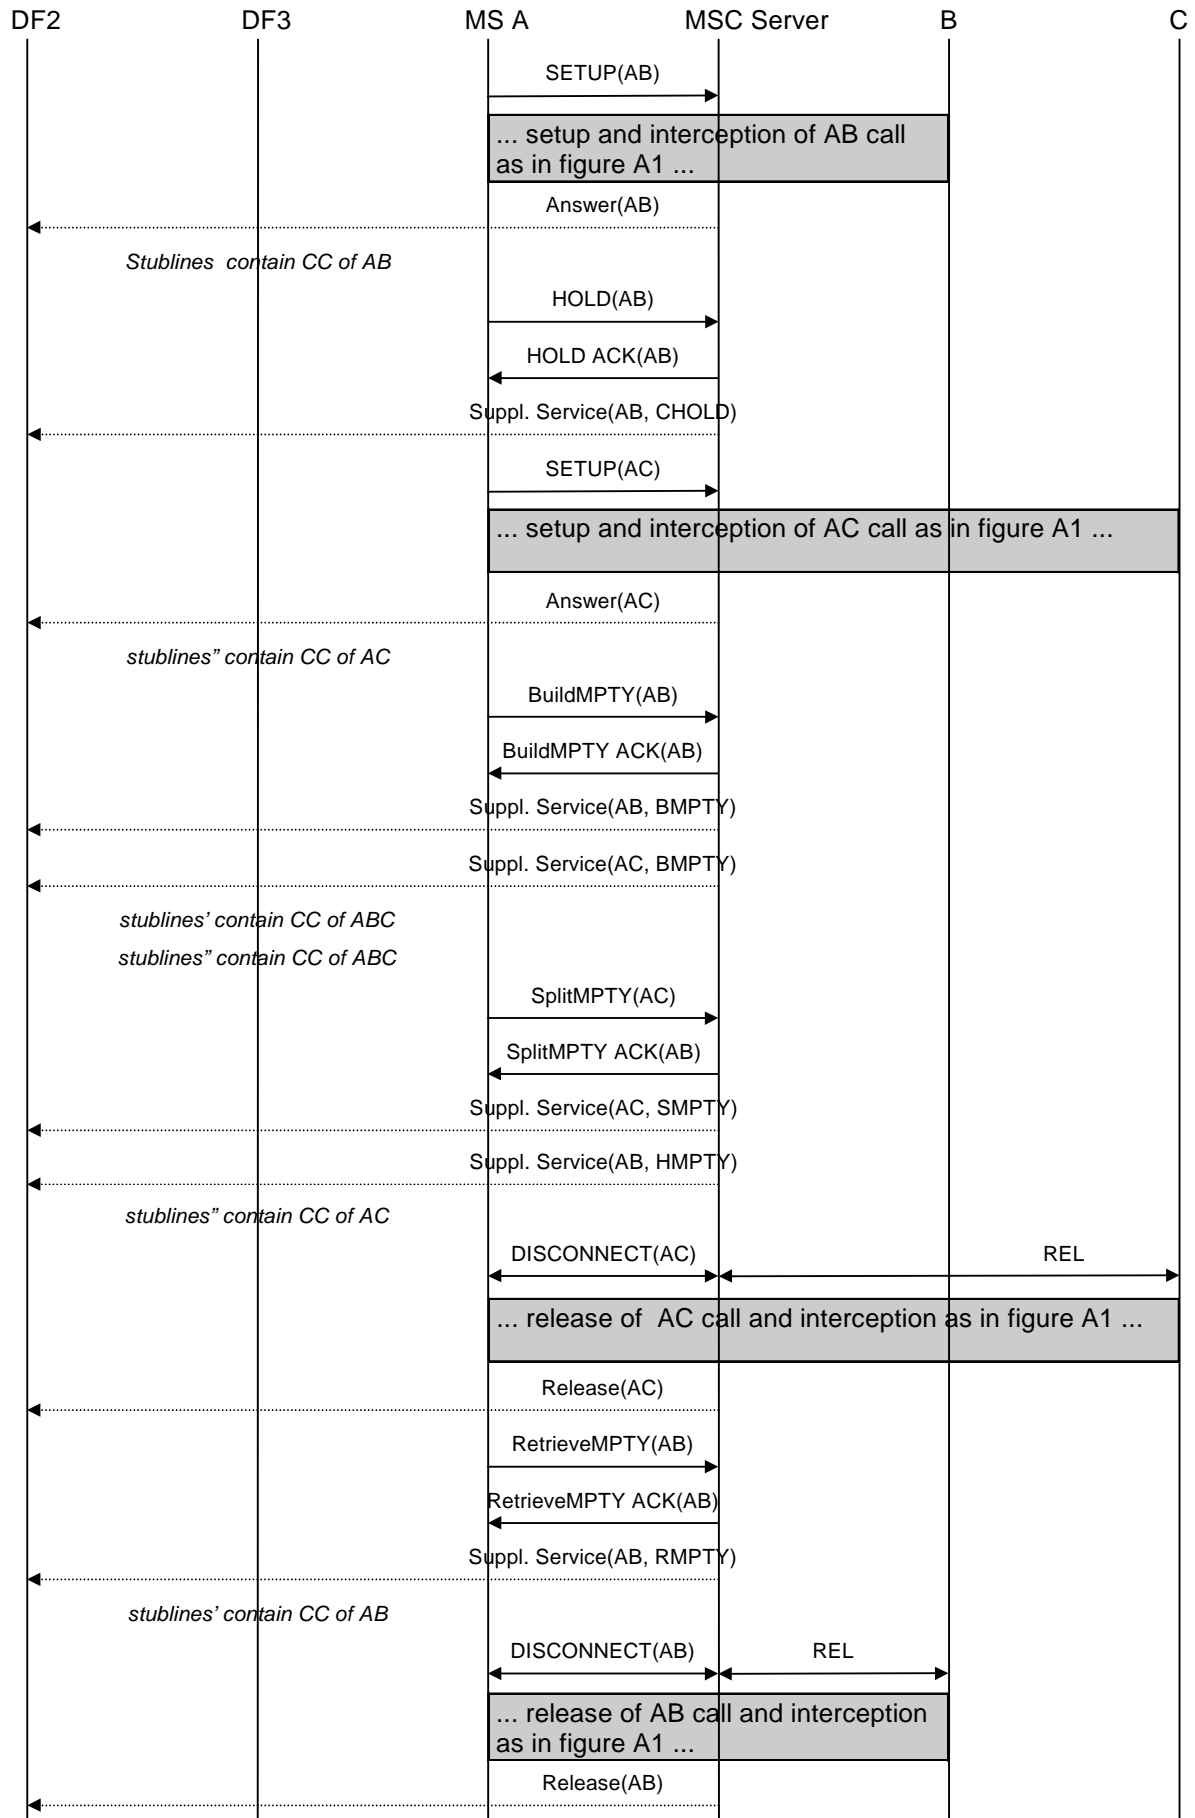 DF2 DF3 MS A MSC Server B C
SETUP(AB)
... setup and interception of AB call
as in figure A1 ...
Answer(AB)
Stublines contain CC of AB
HOLD(AB)
HOLD ACK(AB)
Suppl. Service(AB, CHOLD)
SETUP(AC)
... setup and interception of AC call as in figure A1 ...
Answer(AC)
stublines” contain CC of AC
BuildMPTY(AB)
BuildMPTY ACK(AB)
Suppl. Service(AB, BMPTY)
Suppl. Service(AC, BMPTY)
stublines’ contain CC of ABC
stublines” contain CC of ABC
SplitMPTY(AC)
SplitMPTY ACK(AB)
Suppl. Service(AC, SMPTY)
Suppl. Service(AB, HMPTY)
stublines” contain CC of AC
DISCONNECT(AC) REL
... release of AC call and interception as in figure A1 ...
Release(AC)
RetrieveMPTY(AB)
RetrieveMPTY ACK(AB)
Suppl. Service(AB, RMPTY)
stublines’ contain CC of AB
DISCONNECT(AB) REL
... release of AB call and interception
as in figure A1 ...
Release(AB)